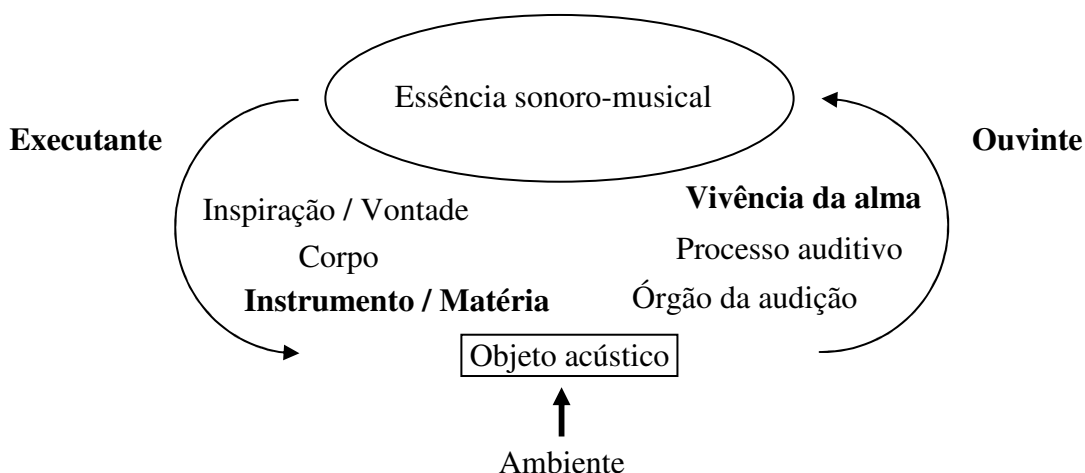 Essência sonoro-musical
Executante
Ouvinte
Inspiração / Vontade
Vivência da alma
Corpo
Processo auditivo
Instrumento / Matéria
Órgão da audição
Objeto acústico
Ambiente